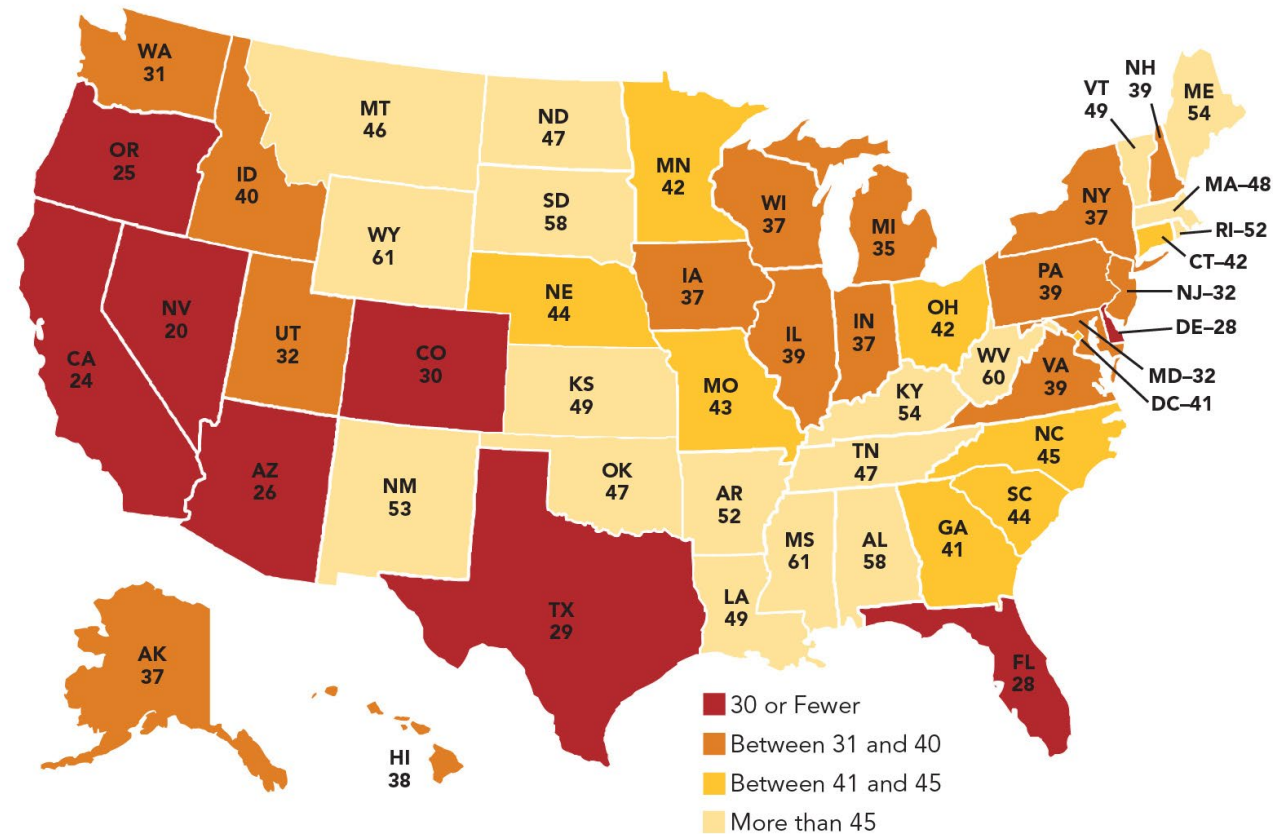 WA
31
OR
25
ID
40
MT
46
ND
47
MN
42
WI
37
MI
35
NY
37
VT
49
NH
39
ME
54
MA–48
RI–52
CT–42
NJ–32
DE–28
MD–32
DC–41
PA
39
SD
58
WY
61
NE
44
IA
37
IL
39
IN
37
OH
42
WV
60
VA
39
CA
24
NV
20
UT
32
CO
30
KS
49
MO
43
KY
54
NC
45
TN
47
SC
44
AZ
26
NM
53
OK
47
AR
52
MS
61
AL
58
GA
41
LA
49
TX
29
FL
28
AK
37
HI
38
30 or Fewer
Between 31 and 40
Between 41 and 45
More than 45